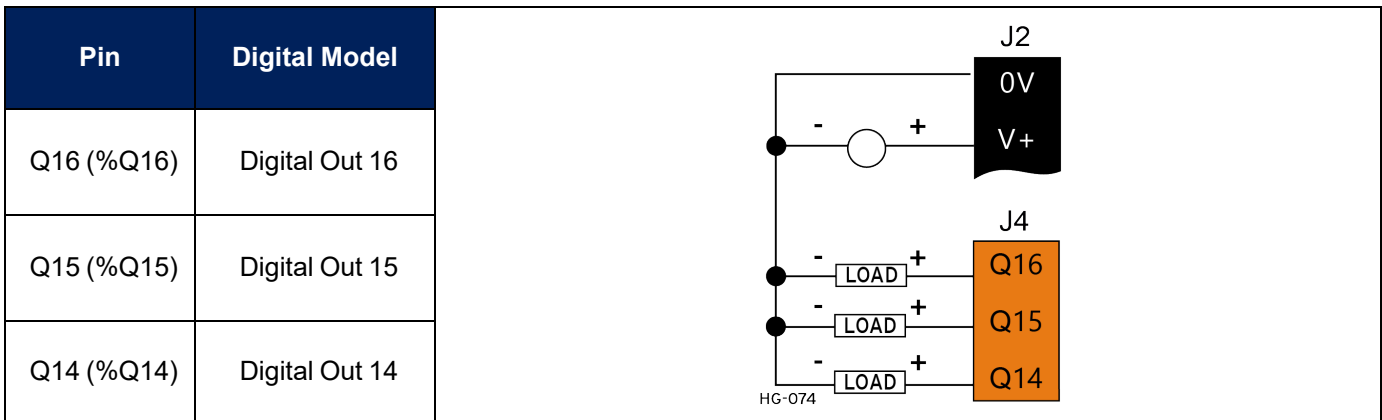 Pin Digital Model
Q16 (%Q16) Digital Out 16
Q15 (%Q15) Digital Out 15
Q14 (%Q14) Digital Out 14
J2
0V
- +
V+
J4
- +
LOAD
Q16
- +
LOAD
Q15
- +
LOAD
Q14
HG-074